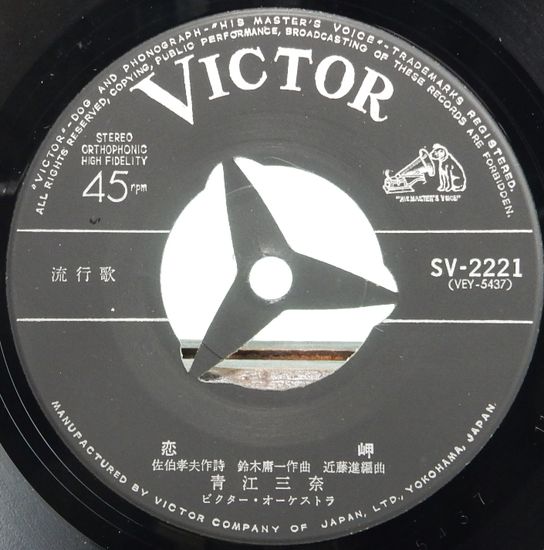 "VICTOR"–DOG AND PHONOGRAPH–"HIS MASTER'S VOICE"–TRADEMARKS REGISTERED.
ALL RIGHTS RESERVED, COPYING, PUBLIC PERFORMANCE, BROADCASTING OF THESE RECORDS ARE FORBIDDEN.
VICTOR
STEREO
ORTHOPHONIC
HIGH FIDELITY
45 rpm
"HIS MASTER'S VOICE"
流行歌
SV-2221
(VEY-5437)
恋岬
佐伯孝夫作詩 鈴木庸一作曲 近藤進編曲
青江三奈
ビクター・オーケストラ
MANUFACTURED BY VICTOR COMPANY OF JAPAN, LTD., YOKOHAMA, JAPAN.